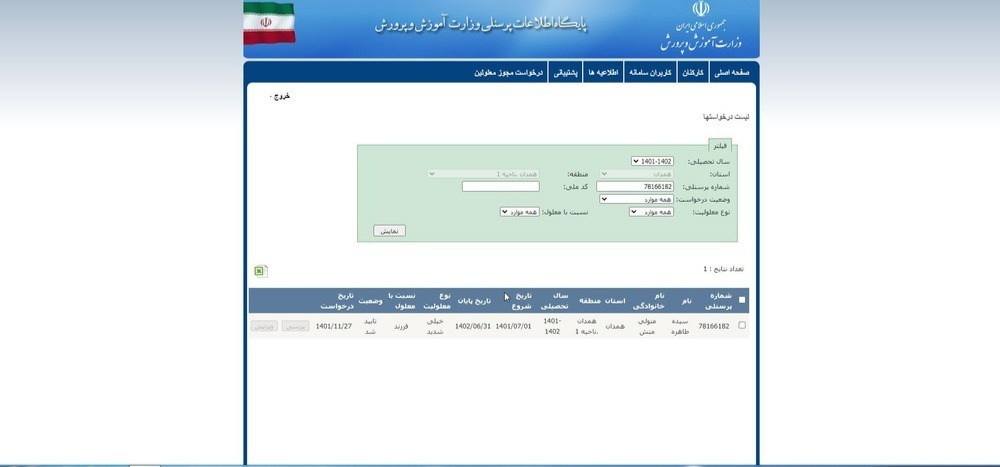 جمهوری اسلامی ایران
وزارت آموزش و پرورش
پایگاه اطلاعات پرسنلی وزارت آموزش و پرورش
صفحه اصلی کارکنان کاربران سامانه اطلاعیه ها پشتیبانی درخواست مجوز معلولین
خروج -
لیست درخواستها
فیلتر
سال تحصیلی: 1401-1402
استان: همدان منطقه: همدان .ناحیه 1
شماره پرسنلی: 78166182 کد ملی:
وضعیت درخواست: همه موارد
نوع معلولیت: همه موارد نسبت با معلول: همه موارد
نمایش
تعداد نتایج : 1
شماره پرسنلی نام نام خانوادگی استان منطقه سال تحصیلی تاریخ شروع تاریخ پایان نوع معلولیت نسبت با معلول وضعیت تاریخ درخواست
78166182 سیده طاهره متولی منش همدان همدان .ناحیه 1 1401-1402 1401/07/01 1402/06/31 خیلی شدید فرزند تایید شد 1401/11/27 بررسی ویرایش